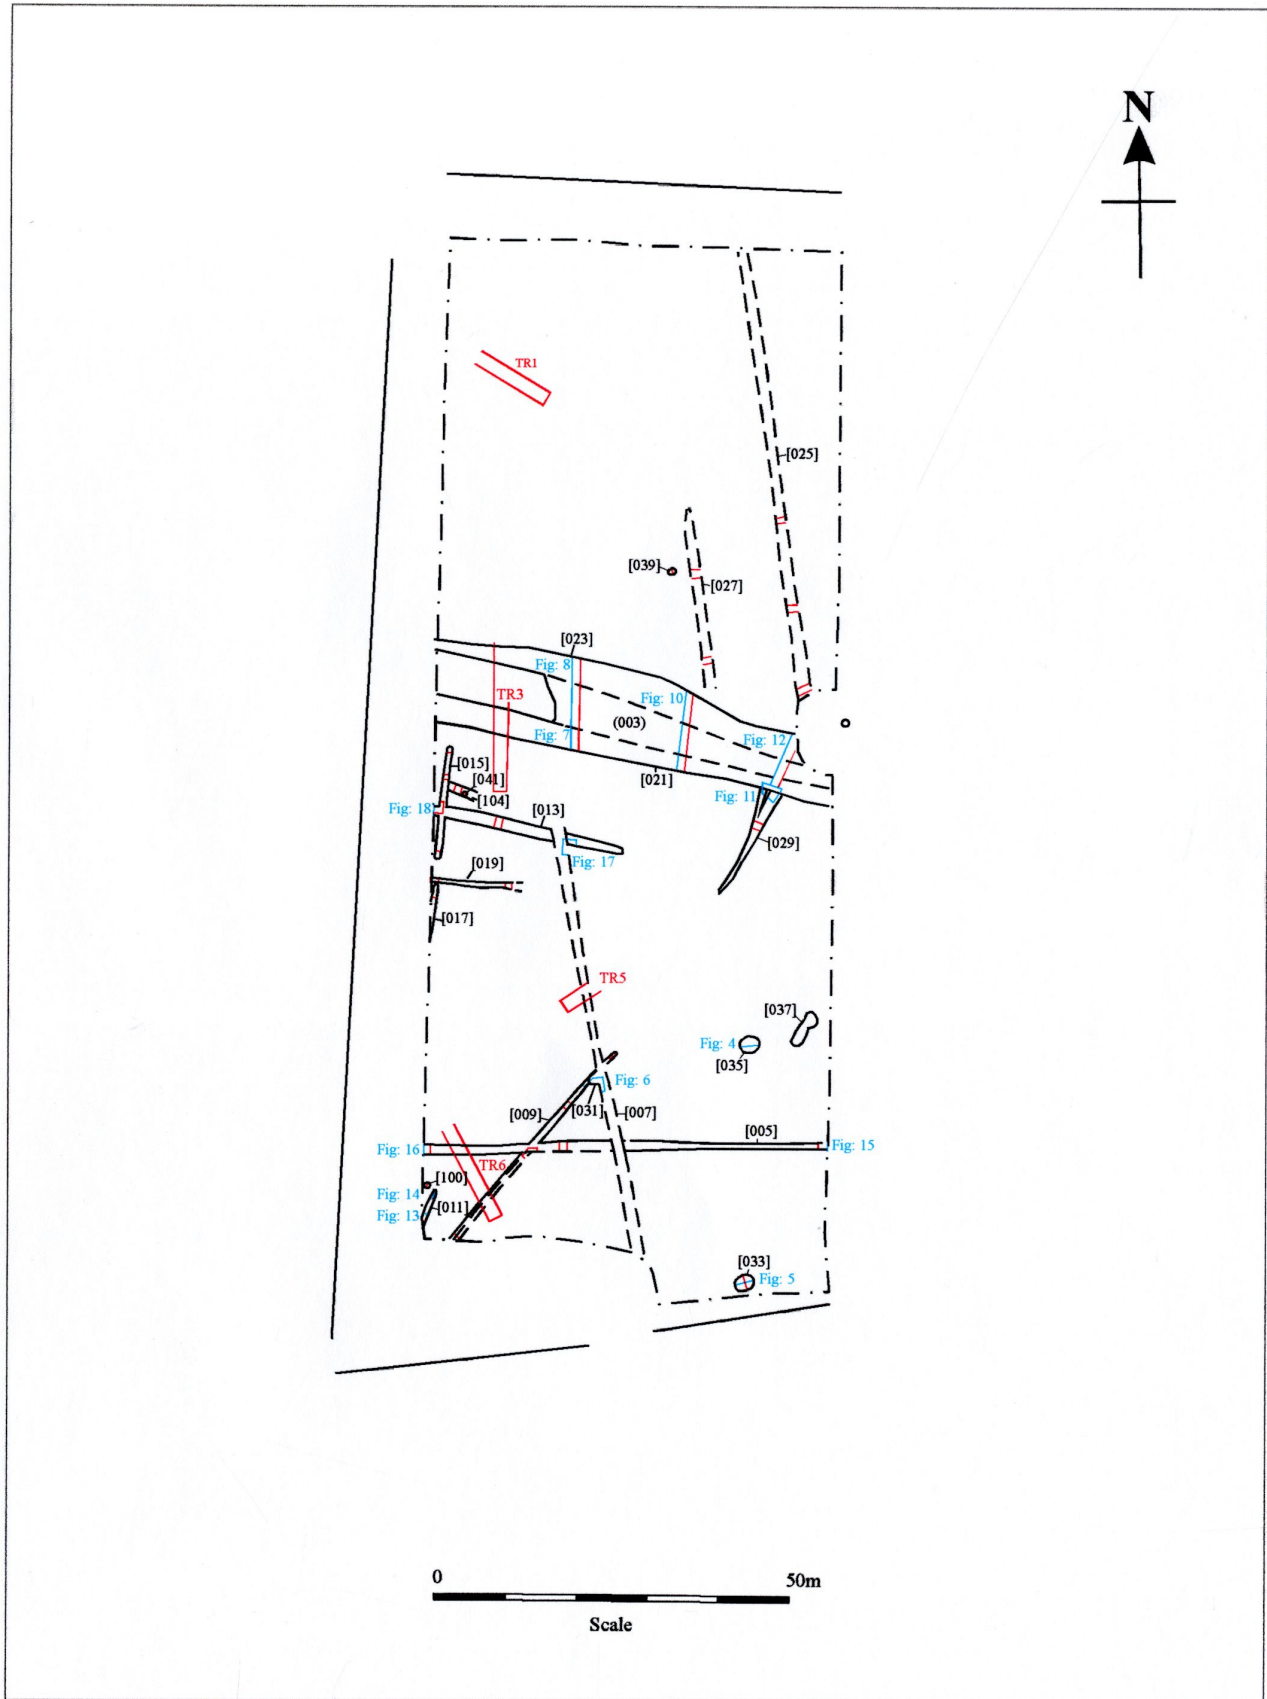 N
TR1
[025]
[039]
[027]
[023]
Fig: 8
TR3
Fig: 10
(003)
Fig: 7
Fig: 12
[021]
[015]
[041]
[104]
Fig: 11
Fig: 18
[013]
[029]
Fig: 17
[019]
[017]
TR5
[037]
Fig: 4
[035]
Fig: 6
[009]
[031]
[007]
[005]
Fig: 16
Fig: 15
TR6
[100]
Fig: 14
[011]
Fig: 13
[033]
Fig: 5
0
50m
Scale